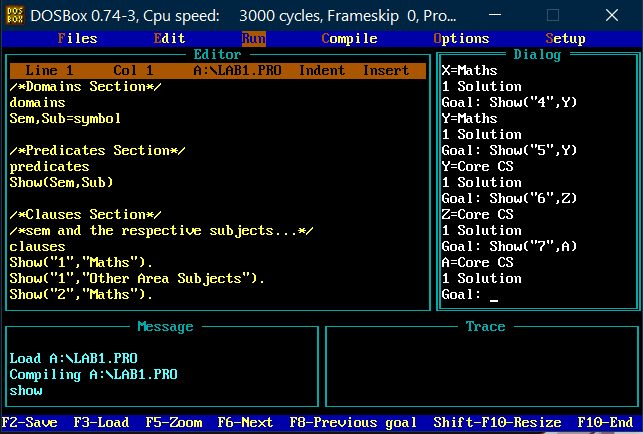 DOSBox 0.74-3, Cpu speed: 3000 cycles, Frameskip 0, Pro...
Files Edit Run Compile Options Setup
Editor
Line 1 Col 1 A:\LAB1.PRO Indent Insert
/*Domains Section*/
domains
Sem,Sub=symbol
/*Predicates Section*/
predicates
Show(Sem,Sub)
/*Clauses Section*/
/*sem and the respective subjects...*/
clauses
Show("1","Maths").
Show("1","Other Area Subjects").
Show("2","Maths").
Dialog
X=Maths
1 Solution
Goal: Show("4",Y)
Y=Maths
1 Solution
Goal: Show("5",Y)
Y=Core CS
1 Solution
Goal: Show("6",Z)
Z=Core CS
1 Solution
Goal: Show("7",A)
A=Core CS
1 Solution
Goal: _
Message
Load A:\LAB1.PRO
Compiling A:\LAB1.PRO
show
Trace
F2-Save F3-Load F5-Zoom F6-Next F8-Previous goal Shift-F10-Resize F10-End